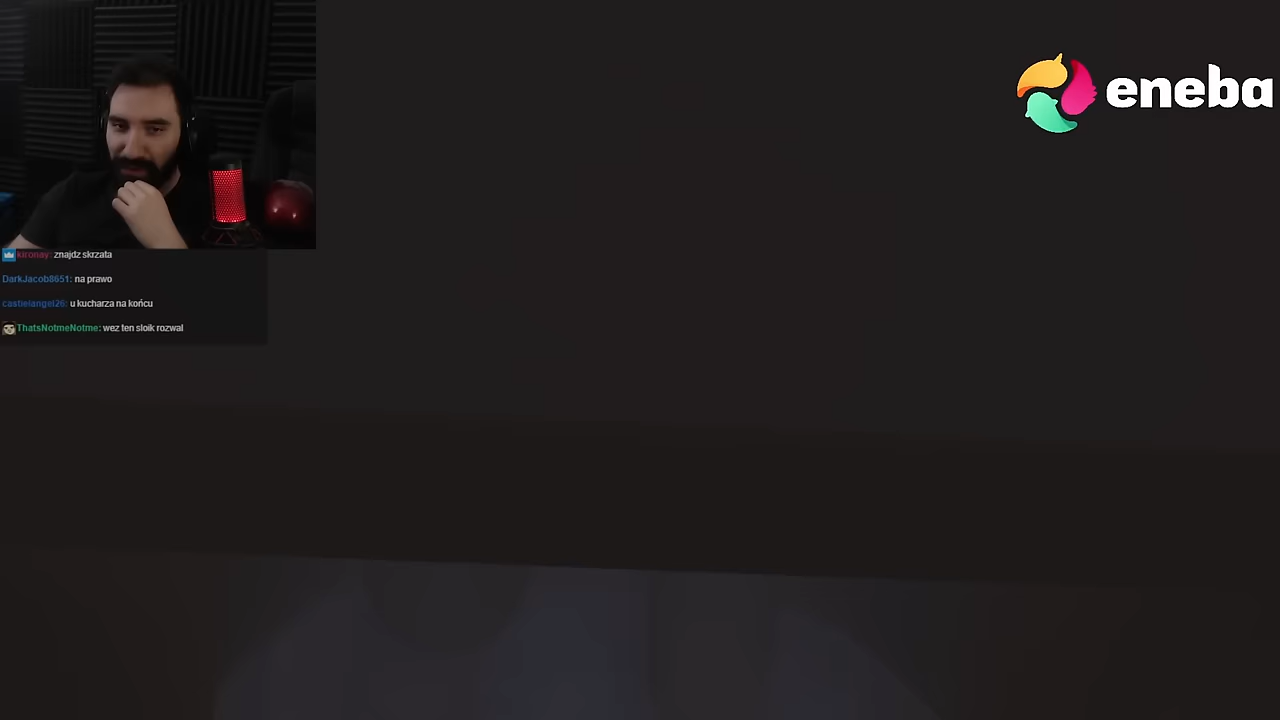 eneba
kironay: znajdz skrzata
DarkJacob8651: na prawo
castielangel26: u kucharza na końcu
ThatsNotmeNotme: wez ten sloik rozwal